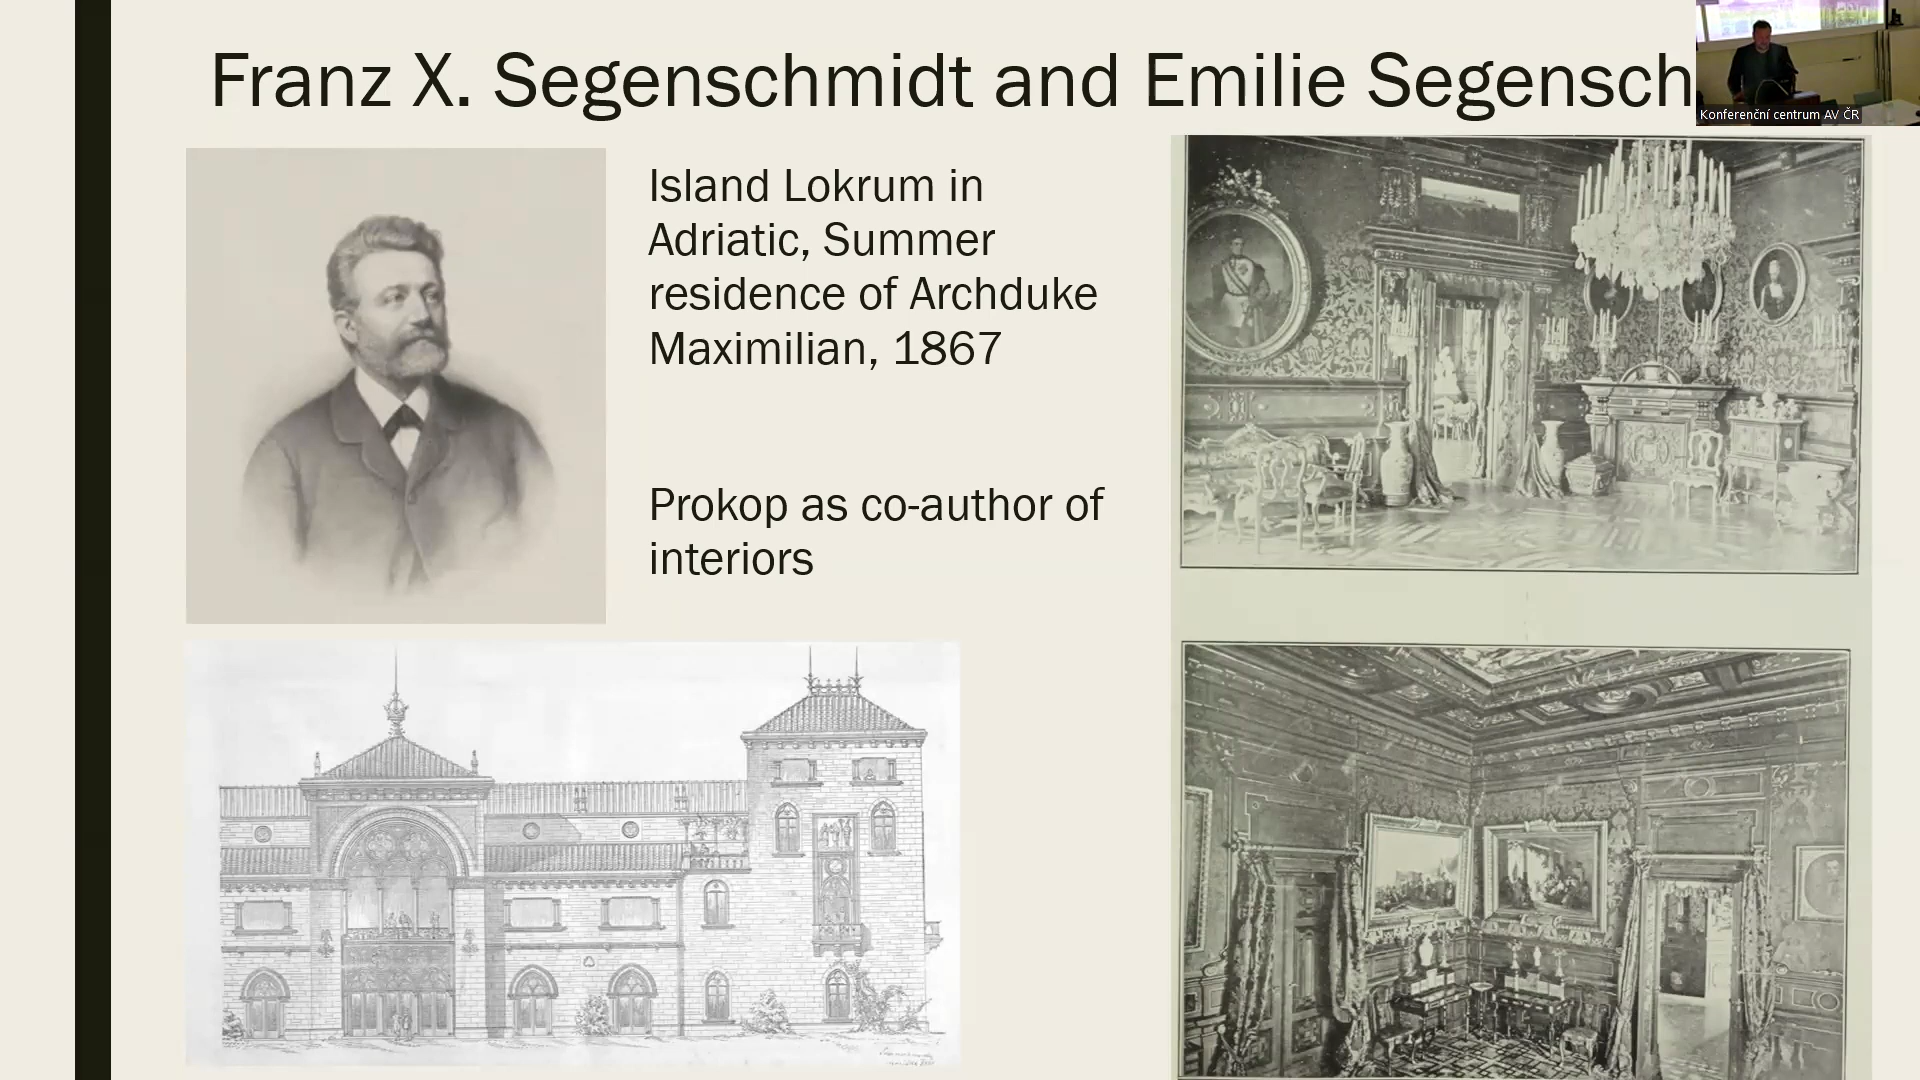 Franz X. Segenschmidt and Emilie Segensch
Konferenční centrum AV ČR
Island Lokrum in
Adriatic, Summer
residence of Archduke
Maximilian, 1867
Prokop as co-author of
interiors